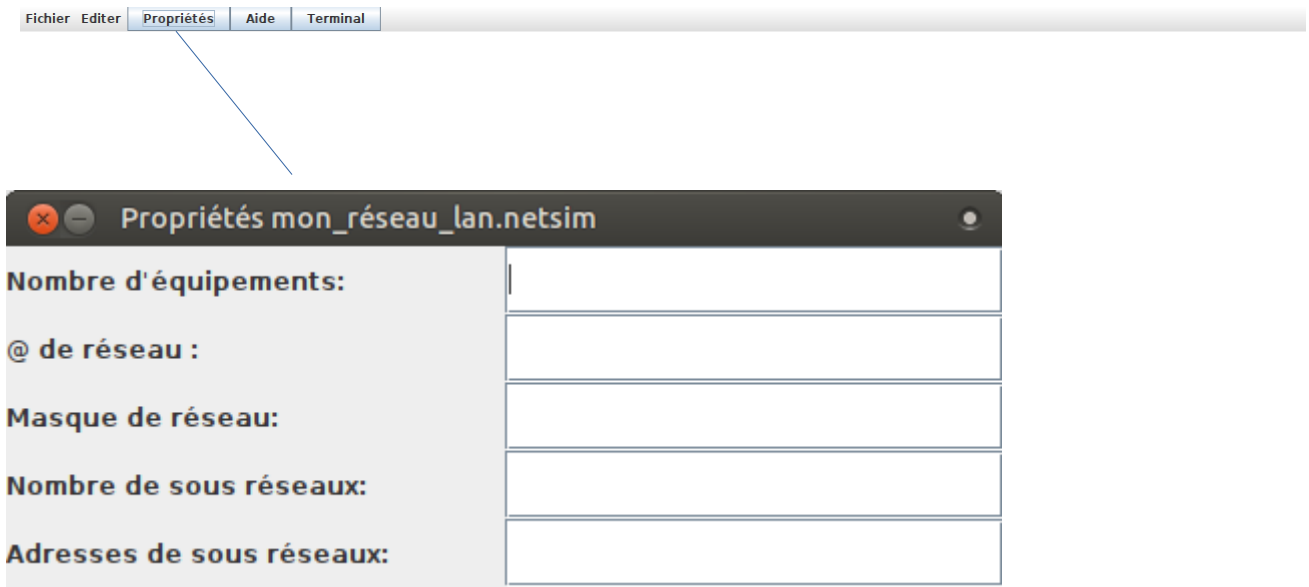 Fichier Editer Propriétés Aide Terminal
Propriétés mon_réseau_lan.netsim
Nombre d'équipements:
@ de réseau :
Masque de réseau:
Nombre de sous réseaux:
Adresses de sous réseaux: